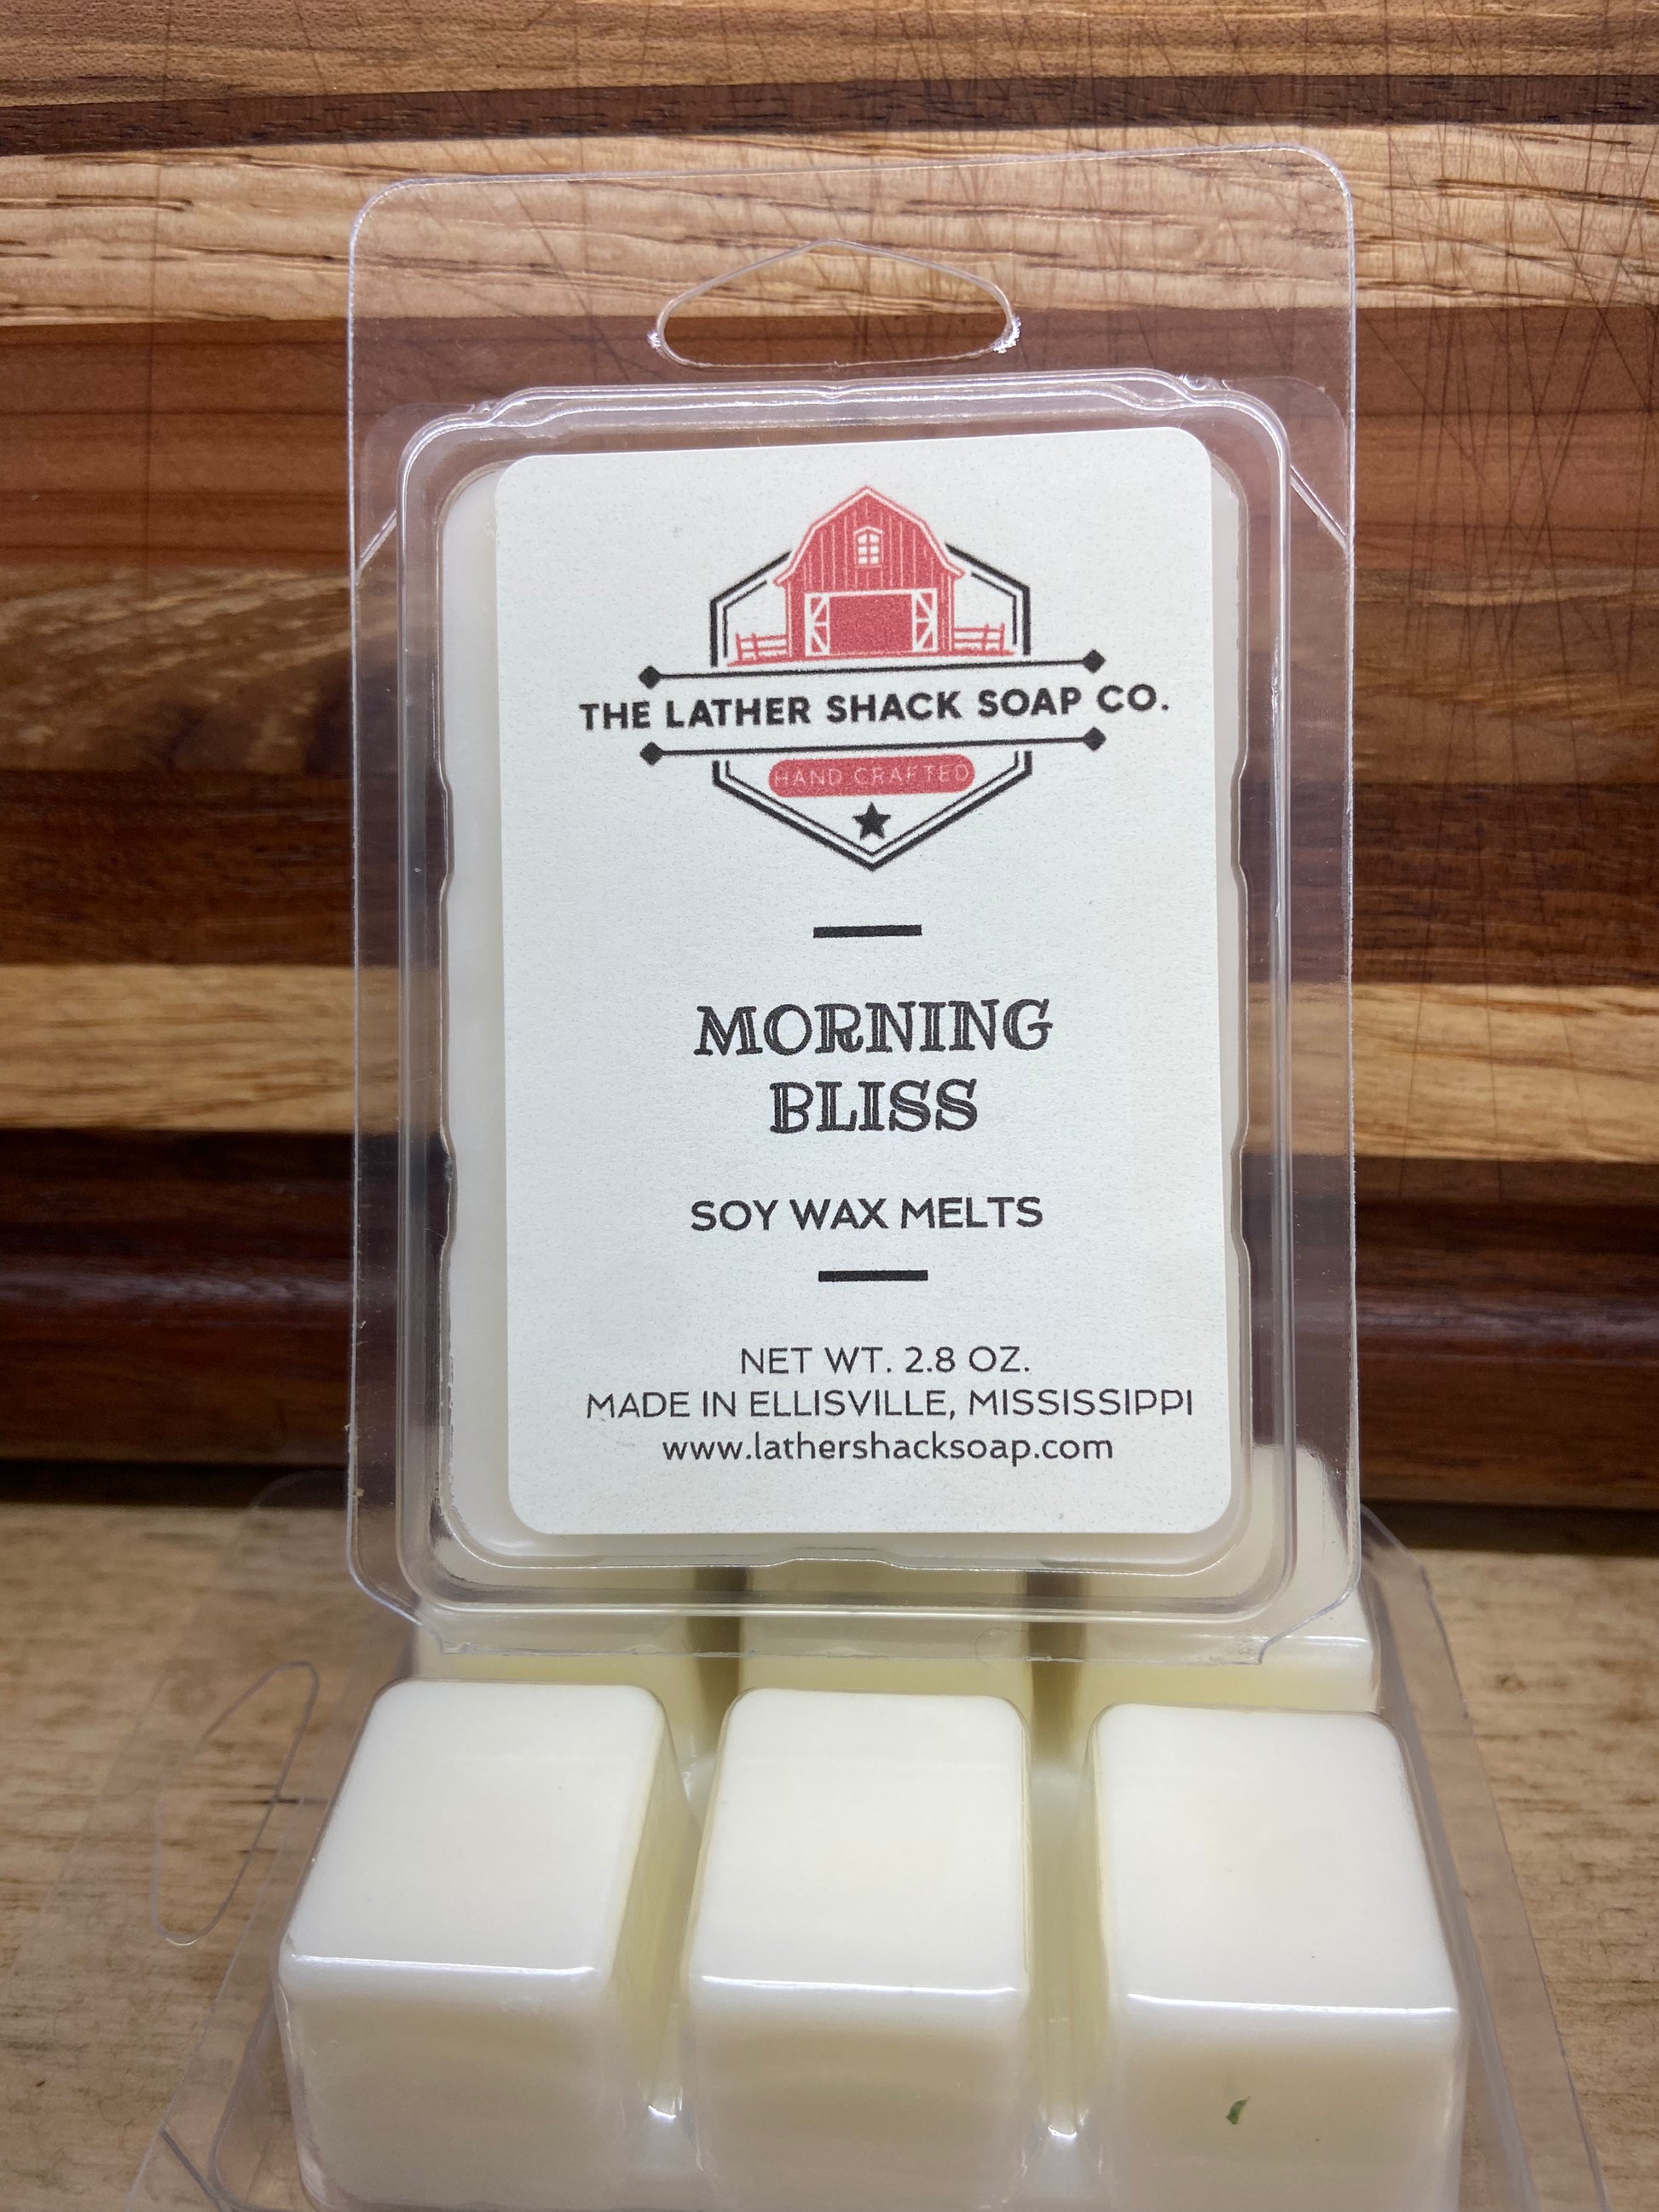 THE LATHER SHACK SOAP CO.
HAND CRAFTED
MORNING
BLISS
SOY WAX MELTS
NET WT. 2.8 OZ.
MADE IN ELLISVILLE, MISSISSIPPI
www.lathershacksoap.com